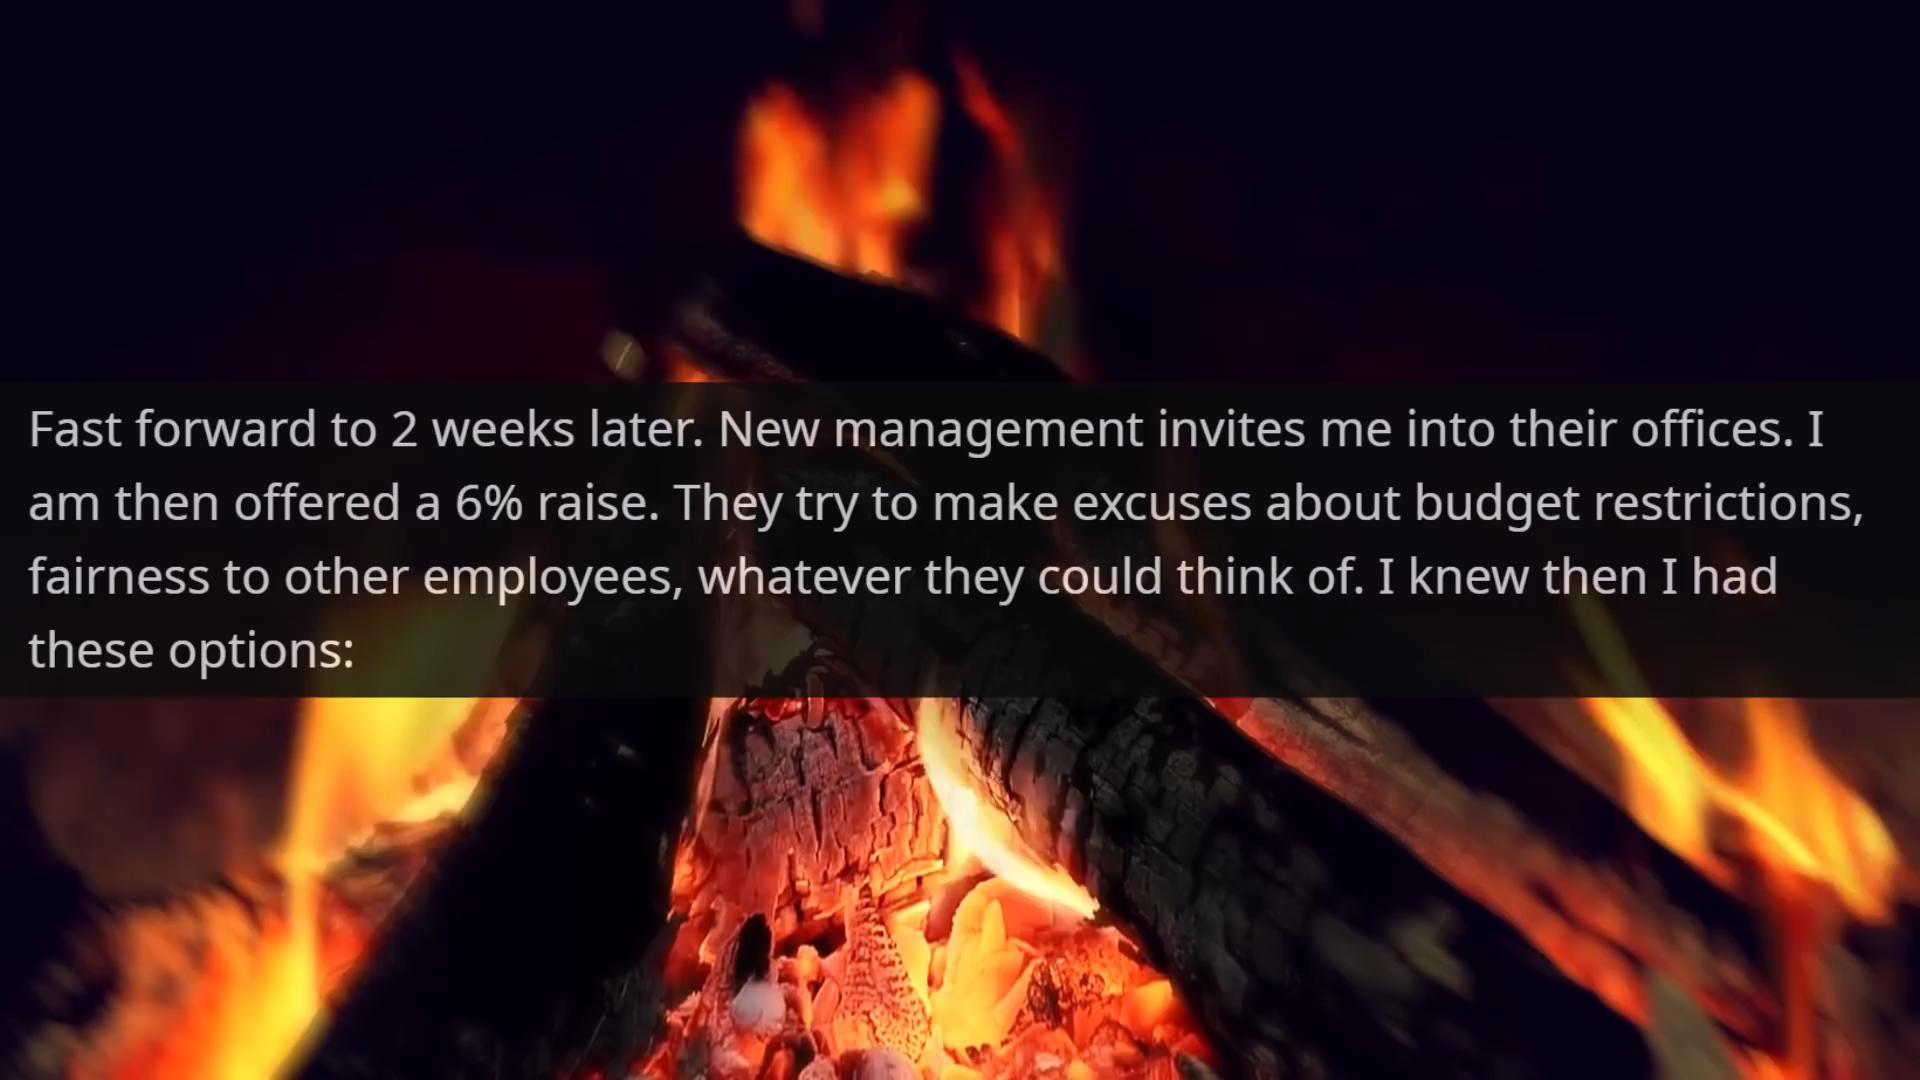 Fast forward to 2 weeks later. New management invites me into their offices. I
am then offered a 6% raise. They try to make excuses about budget restrictions,
fairness to other employees, whatever they could think of. I knew then I had
these options: